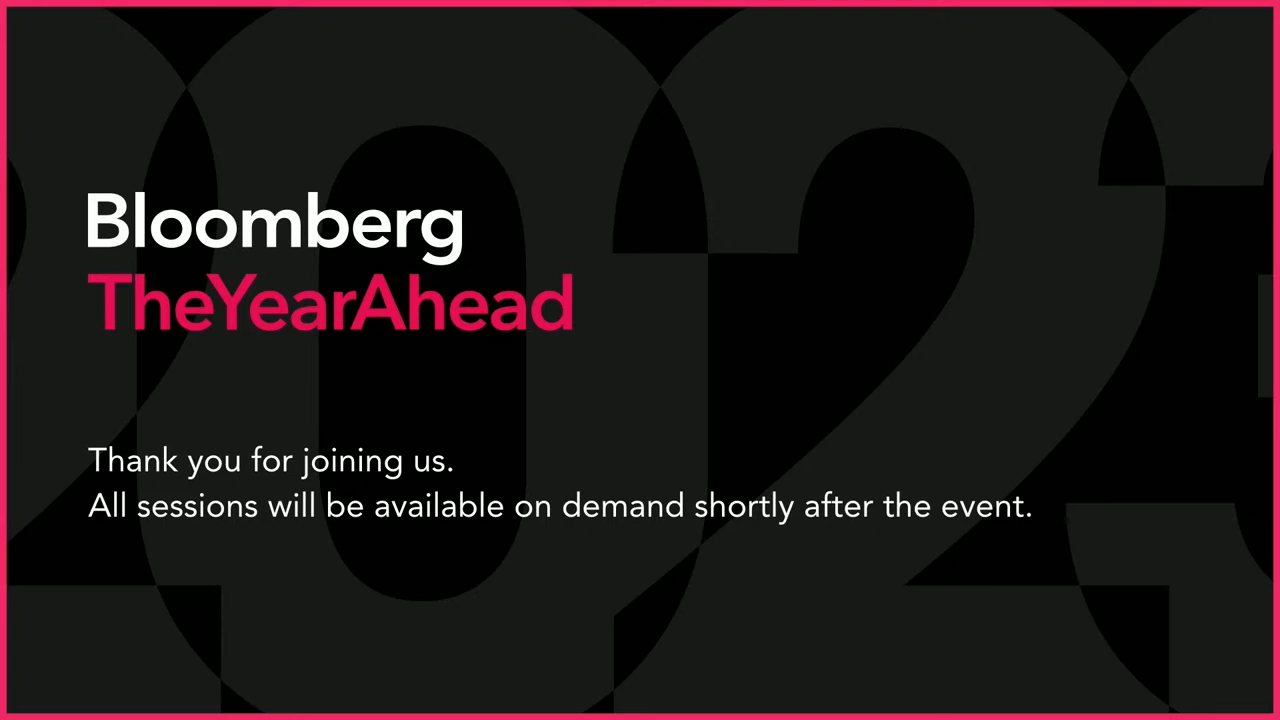 Bloomberg
TheYearAhead
Thank you for joining us.
All sessions will be available on demand shortly after the event.